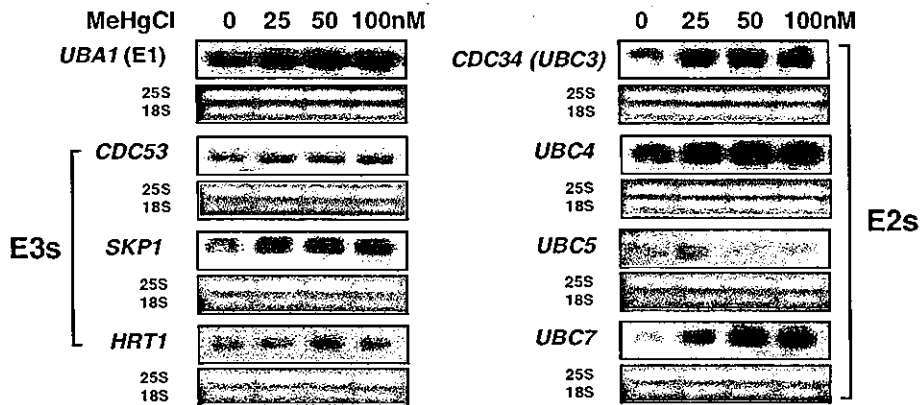 MeHgCl 0 25 50 100nM
UBA1 (E1)
25S
18S
CDC53
25S
18S
SKP1
25S
18S
HRT1
25S
18S
E3s
0 25 50 100nM
CDC34 (UBC3)
25S
18S
UBC4
25S
18S
UBC5
25S
18S
UBC7
25S
18S
E2s